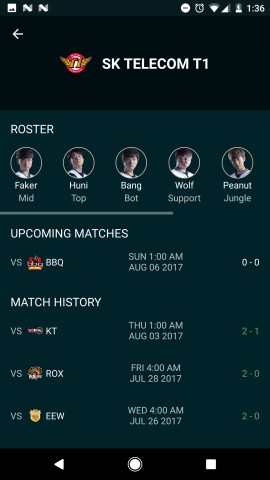 1:36
SK TELECOM T1
ROSTER
Faker
Mid
Huni
Top
Bang
Bot
Wolf
Support
Peanut
Jungle
UPCOMING MATCHES
VS BBQ
SUN 1:00 AM
AUG 06 2017
0 - 0
MATCH HISTORY
VS KT
THU 1:00 AM
AUG 03 2017
2 - 1
VS ROX
FRI 4:00 AM
JUL 28 2017
2 - 0
VS EEW
WED 4:00 AM
JUL 26 2017
2 - 0